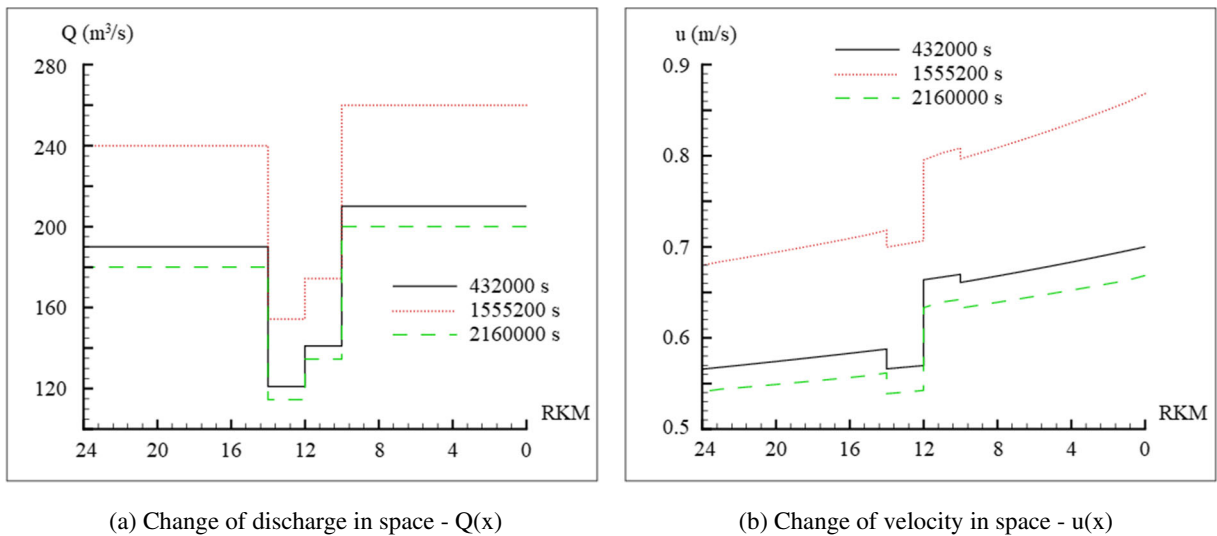 Q (m³/s)
280
240
200
160
120
432000 s
1555200 s
2160000 s
RKM
24 20 16 12 8 4 0
u (m/s)
432000 s
1555200 s
2160000 s
0.9
0.8
0.7
0.6
0.5
RKM
24 20 16 12 8 4 0
(a) Change of discharge in space - Q(x)
(b) Change of velocity in space - u(x)